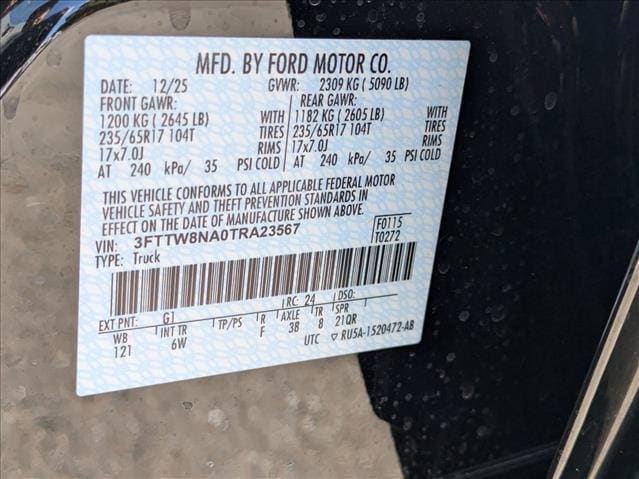 MFD. BY FORD MOTOR CO.
DATE: 12/25 GVWR: 2309 KG ( 5090 LB)
FRONT GAWR: REAR GAWR:
1200 KG ( 2645 LB) WITH 1182 KG ( 2605 LB) WITH
235/65R17 104T TIRES 235/65R17 104T TIRES
17x7.0J RIMS 17x7.0J RIMS
AT 240 kPa/ 35 PSI COLD AT 240 kPa/ 35 PSI COLD
THIS VEHICLE CONFORMS TO ALL APPLICABLE FEDERAL MOTOR
VEHICLE SAFETY AND THEFT PREVENTION STANDARDS IN
EFFECT ON THE DATE OF MANUFACTURE SHOWN ABOVE.
VIN: 3FTTW8NA0TRA23567 F0115
TYPE: Truck T0272
EXT PNT: G1 RC: 24 DSO:
WB INT TR TP/PS R AXLE TR SPR
121 6W F 38 8 21QR
UTC ▽ RU5A-1520472-AB